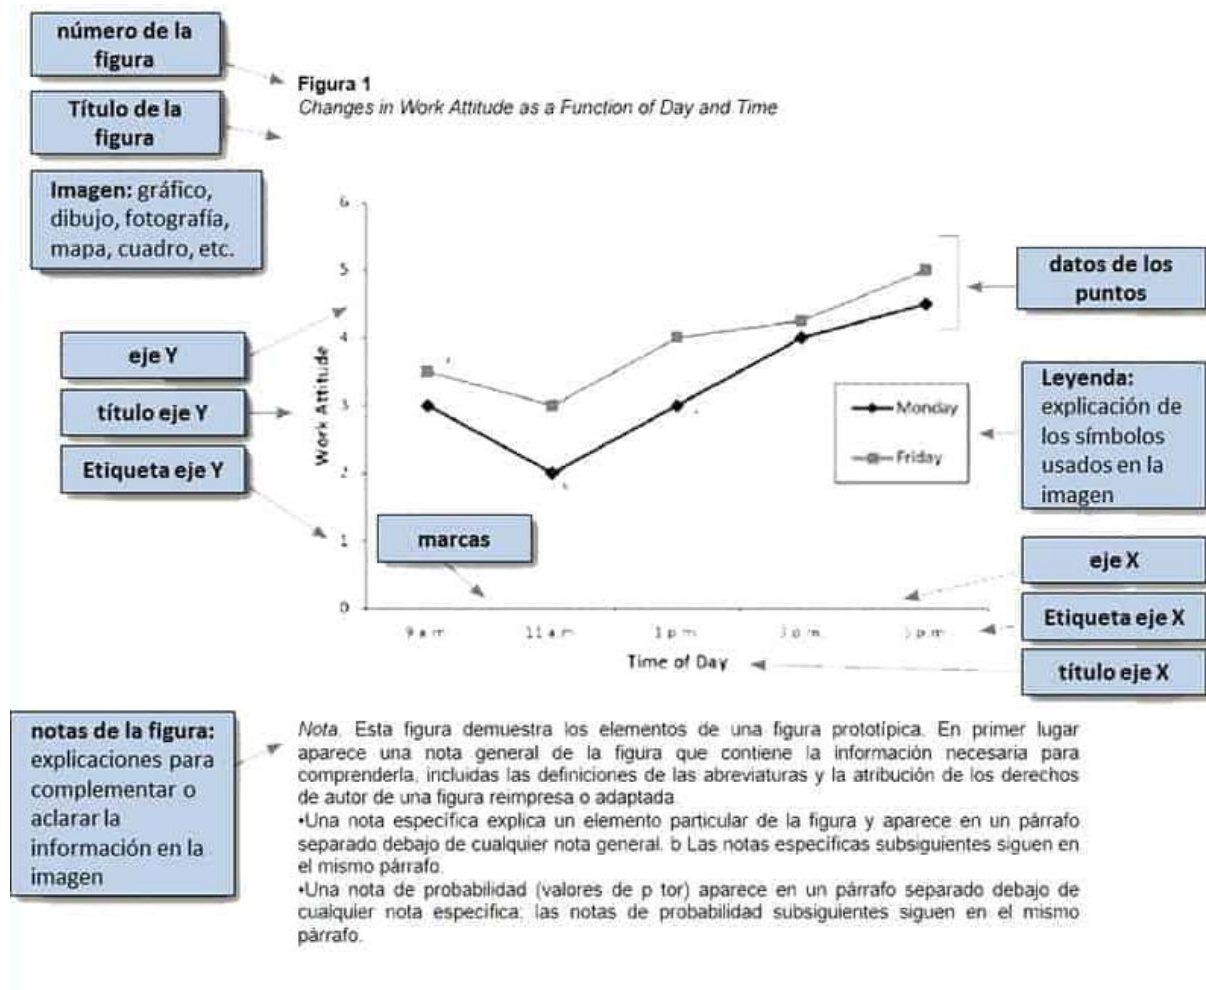 número de la
figura
Figura 1
Changes in Work Attitude as a Function of Day and Time
Título de la
figura
Imagen: gráfico,
dibujo, fotografía,
mapa, cuadro, etc.
6
5
4
3
2
1
0
Work Attitude
eje Y
título eje Y
Etiqueta eje Y
marcas
datos de los
puntos
Monday
Friday
Leyenda:
explicación de
los símbolos
usados en la
imagen
eje X
Etiqueta eje X
título eje X
9 a.m.
11 a.m.
1 p.m.
3 p.m.
5 p.m.
Time of Day
notas de la figura:
explicaciones para
complementar o
aclarar la
información en la
imagen
Nota. Esta figura demuestra los elementos de una figura prototípica. En primer lugar
aparece una nota general de la figura que contiene la información necesaria para
comprenderla, incluidas las definiciones de las abreviaturas y la atribución de los derechos
de autor de una figura reimpresa o adaptada.
•Una nota específica explica un elemento particular de la figura y aparece en un párrafo
separado debajo de cualquier nota general. b Las notas específicas subsiguientes siguen en
el mismo párrafo.
•Una nota de probabilidad (valores de p tor) aparece en un párrafo separado debajo de
cualquier nota específica; las notas de probabilidad subsiguientes siguen en el mismo
párrafo.